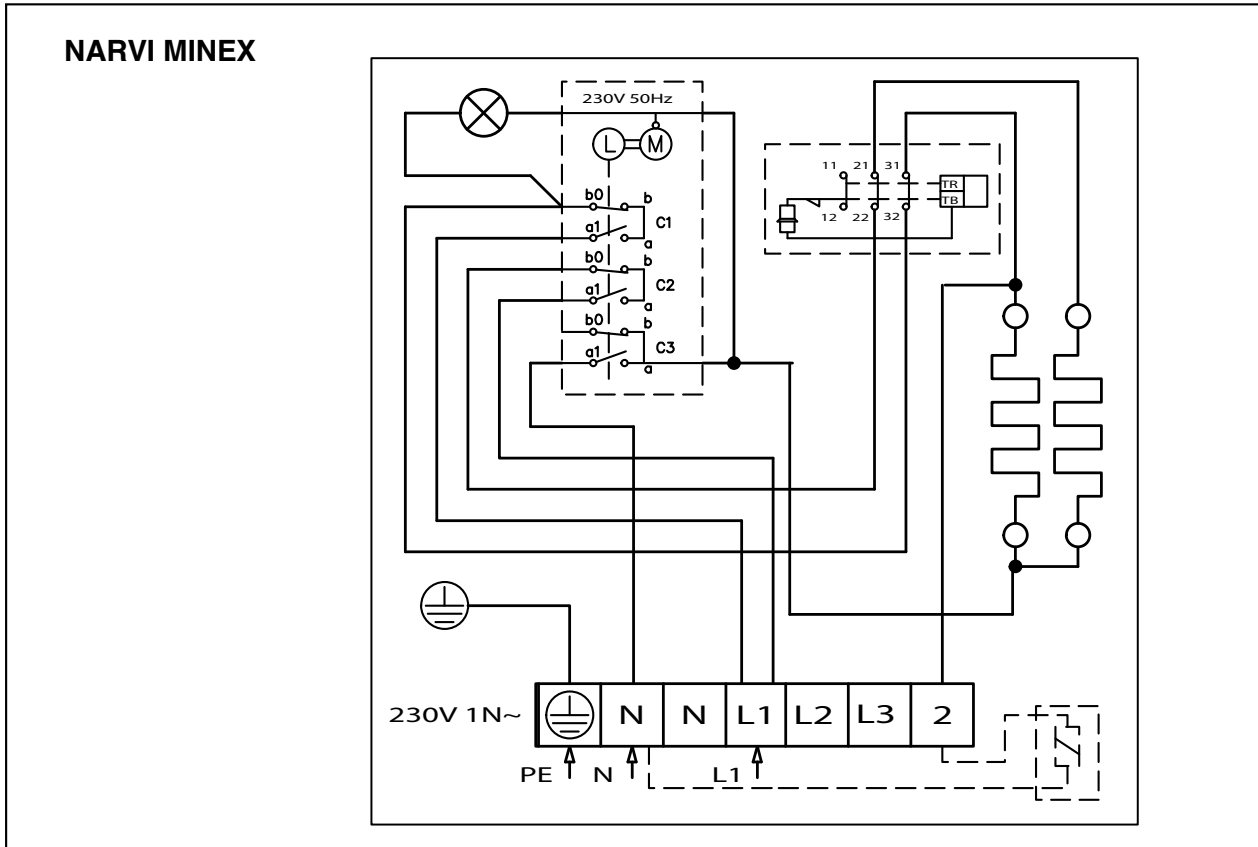 NARVI MINEX
230V 50Hz
L M
11 21 31
TR
TB
12 22 32
b0 b
C1
a1 a
b0 b
C2
a1 a
b0 b
C3
a1 a
230V 1N~ N N L1 L2 L3 2
PE N L1